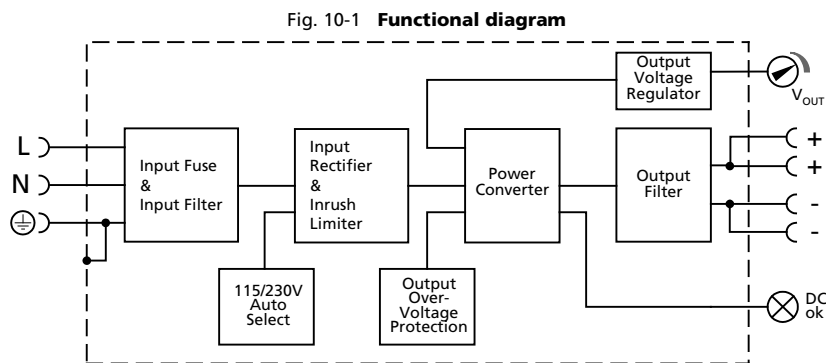 Fig. 10-1 Functional diagram
Output
Voltage
Regulator
V_OUT
L
N
Input Fuse
&
Input Filter
Input
Rectifier
&
Inrush
Limiter
Power
Converter
Output
Filter
+
+
-
-
115/230V
Auto
Select
Output
Over-
Voltage
Protection
DC
ok